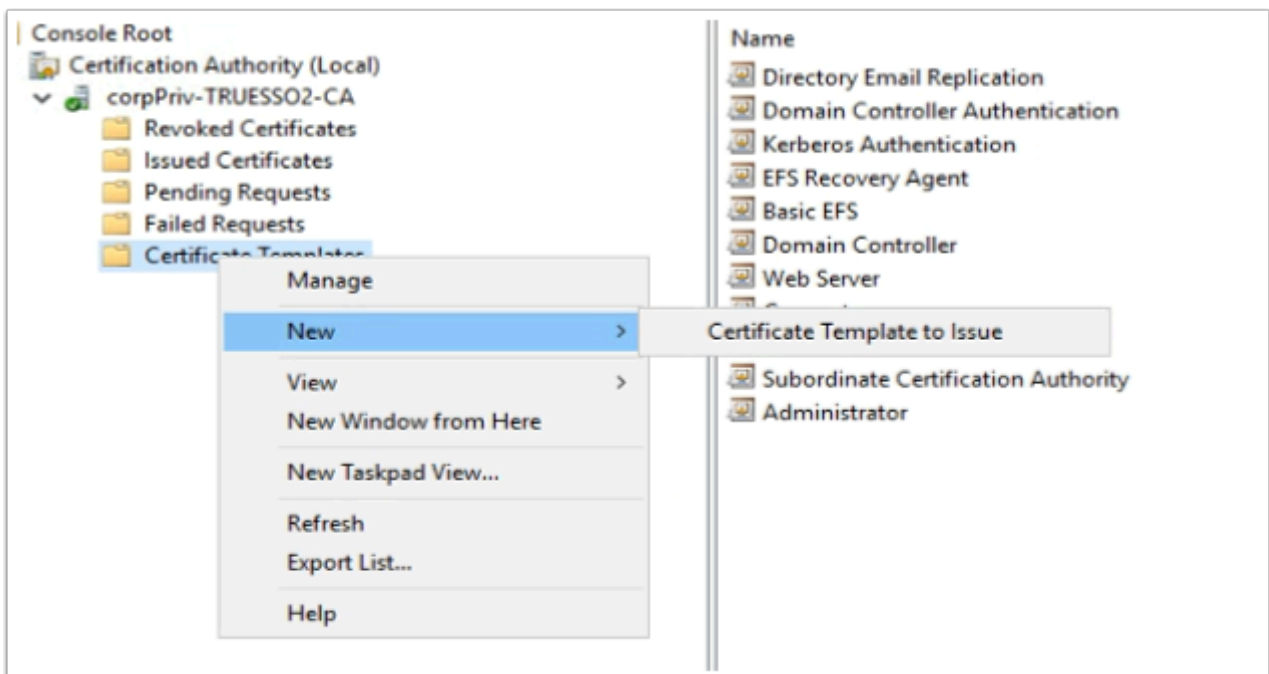 Console Root
Certification Authority (Local)
corpPriv-TRUESSO2-CA
Revoked Certificates
Issued Certificates
Pending Requests
Failed Requests
Certificate Templates
Manage
New
View
New Window from Here
New Taskpad View...
Refresh
Export List...
Help
Certificate Template to Issue
Name
Directory Email Replication
Domain Controller Authentication
Kerberos Authentication
EFS Recovery Agent
Basic EFS
Domain Controller
Web Server
Subordinate Certification Authority
Administrator